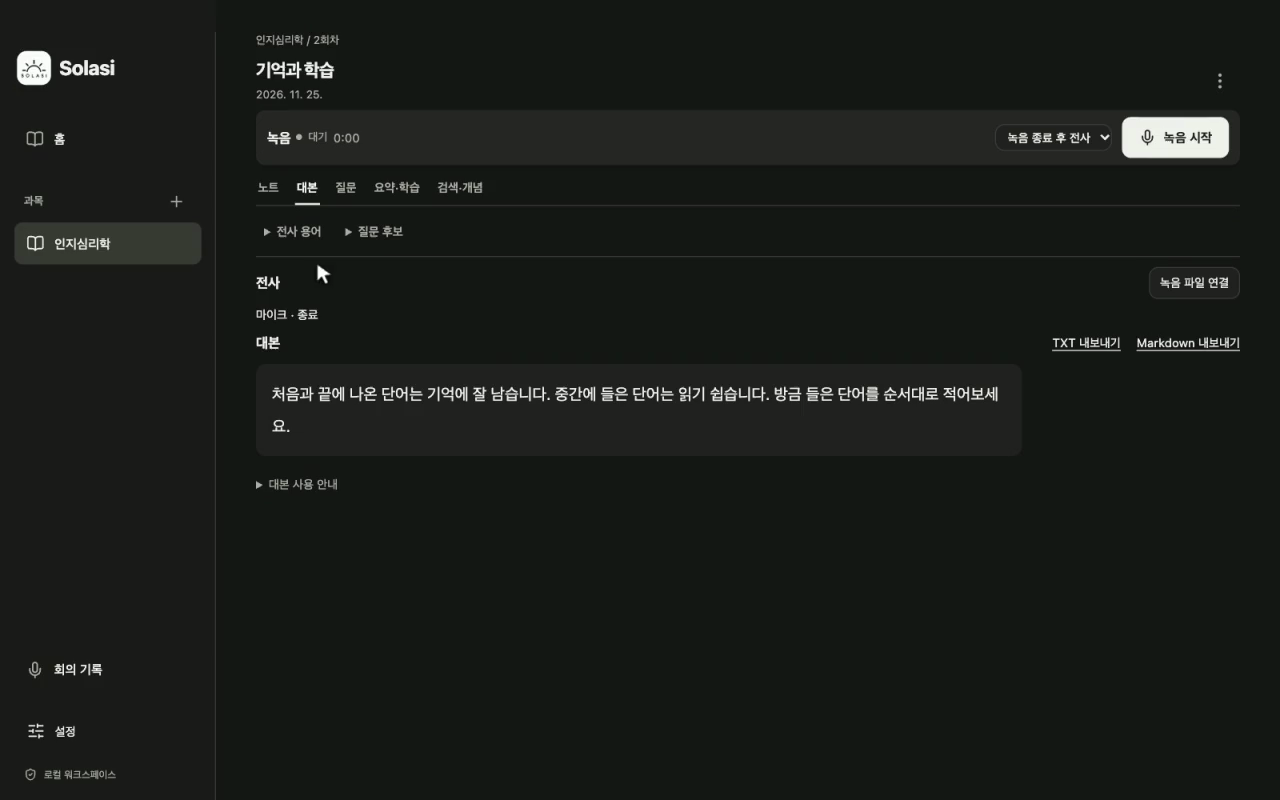 SOLASI
Solasi
홈
과목
인지심리학
회의 기록
설정
로컬 워크스페이스
인지심리학 / 2회차
기억과 학습
2026. 11. 25.
녹음 대기 0:00
녹음 종료 후 전사
녹음 시작
노트 대본 질문 요약·학습 검색·개념
전사 용어 질문 후보
전사
녹음 파일 연결
마이크 · 종료
대본
TXT 내보내기 Markdown 내보내기
처음과 끝에 나온 단어는 기억에 잘 남습니다. 중간에 들은 단어는 읽기 쉽습니다. 방금 들은 단어를 순서대로 적어보세
요.
대본 사용 안내